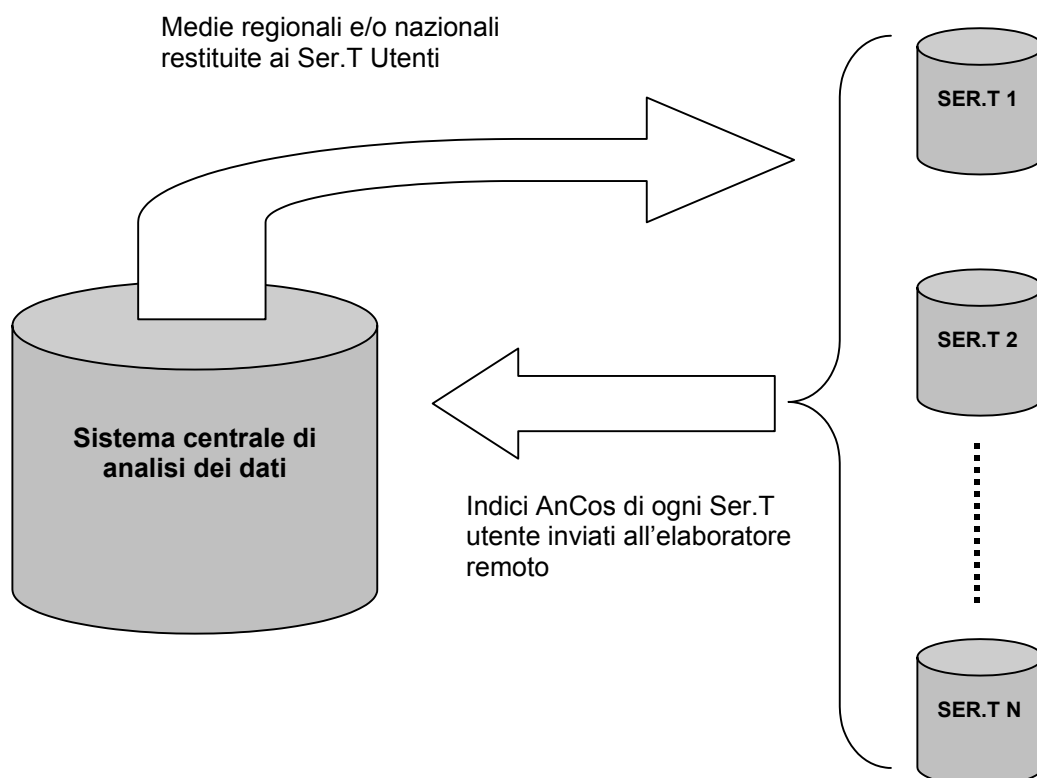 Medie regionali e/o nazionali
restituite ai Ser.T Utenti
SER.T 1
SER.T 2
Sistema centrale di
analisi dei dati
Indici AnCos di ogni Ser.T
utente inviati all’elaboratore
remoto
SER.T N